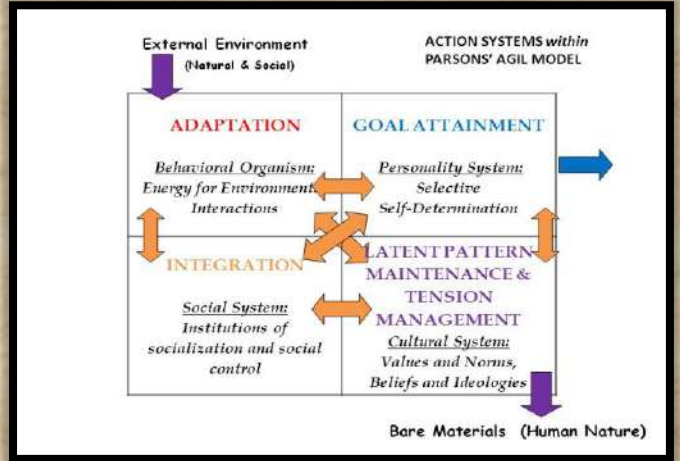 External Environment
(Natural & Social)
ACTION SYSTEMS within
PARSONS' AGIL MODEL
ADAPTATION
Behavioral Organism:
Energy for Environment.
Interactions
GOAL ATTAINMENT
Personality System:
Selective
Self-Determination
INTEGRATION
Social System:
Institutions of
socialization and social
control
LATENT PATTERN
MAINTENANCE &
TENSION
MANAGEMENT
Cultural System:
Values and Norms,
Beliefs and Ideologies
Bare Materials (Human Nature)